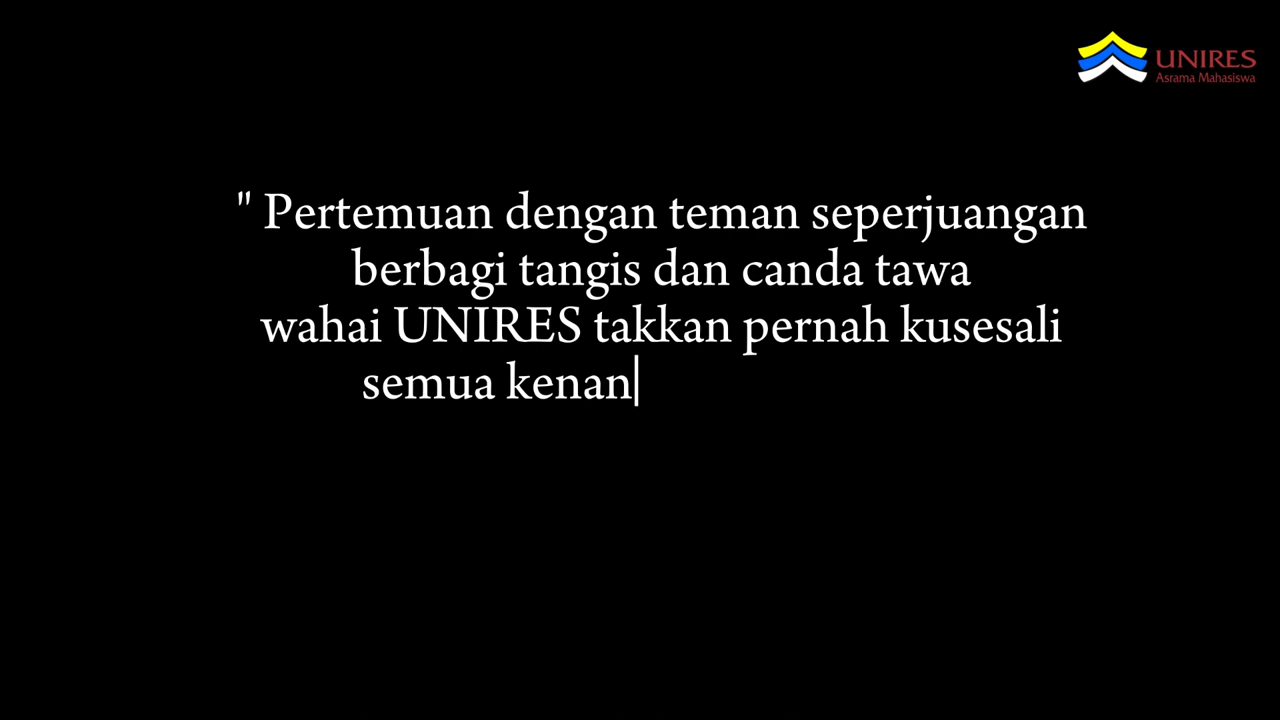 UNIRES
Asrama Mahasiswa
" Pertemuan dengan teman seperjuangan
berbagi tangis dan canda tawa
wahai UNIRES takkan pernah kusesali
semua kenan